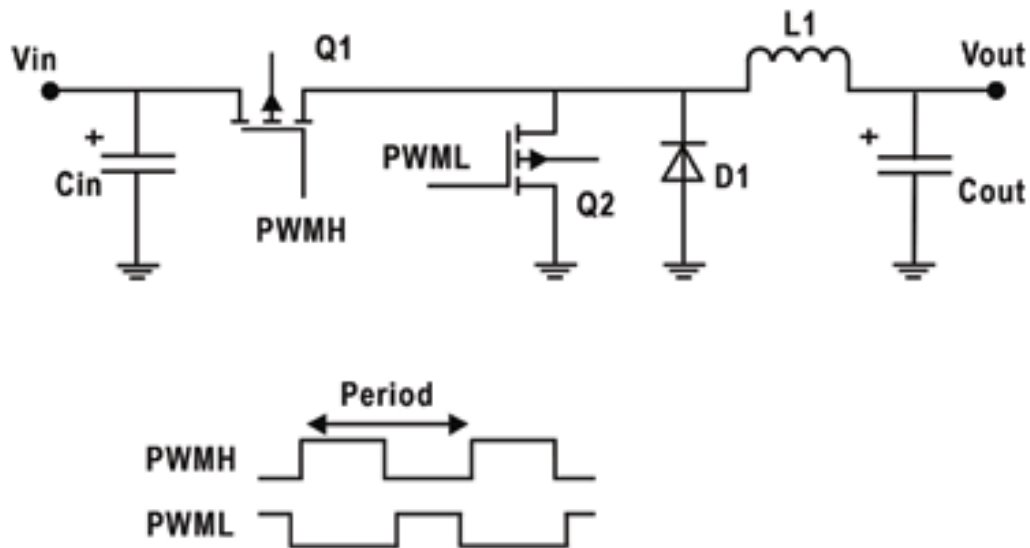 L1
Q1
Vin
Vout
+
+
PWML
Cin
D1
Cout
Q2
PWMH
Period
PWMH
PWML